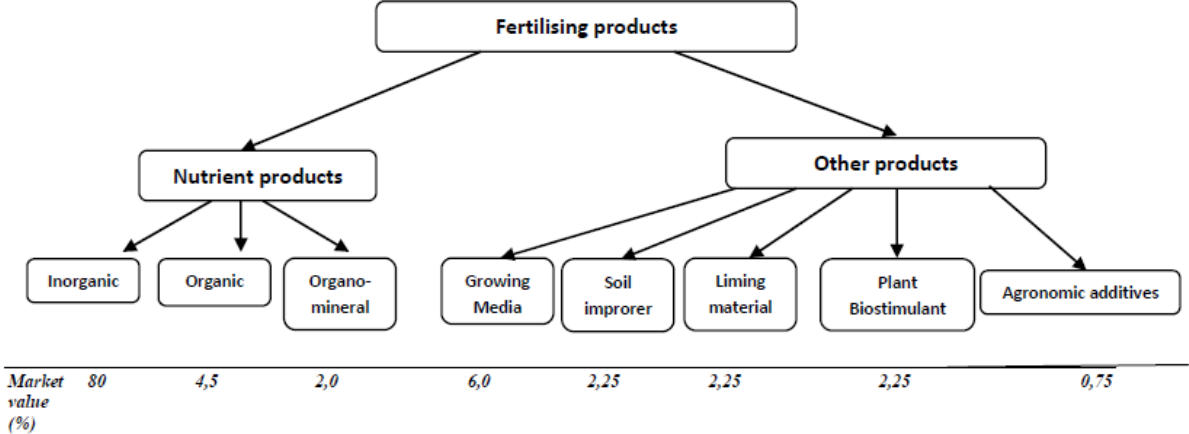 Fertilising products
Nutrient products
Other products
Inorganic
Organic
Organo-
mineral
Growing
Media
Soil
improrer
Liming
material
Plant
Biostimulant
Agronomic additives
Market 80 4,5 2,0 6,0 2,25 2,25 2,25 0,75
value
(%)